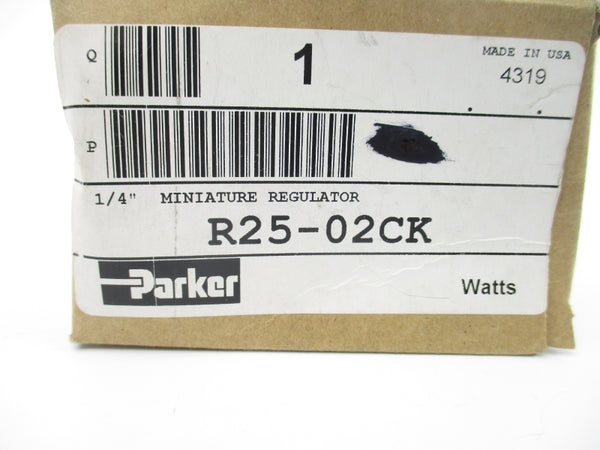 Q
1
MADE IN USA
4319
P
1/4" MINIATURE REGULATOR
R25-02CK
Parker
Watts